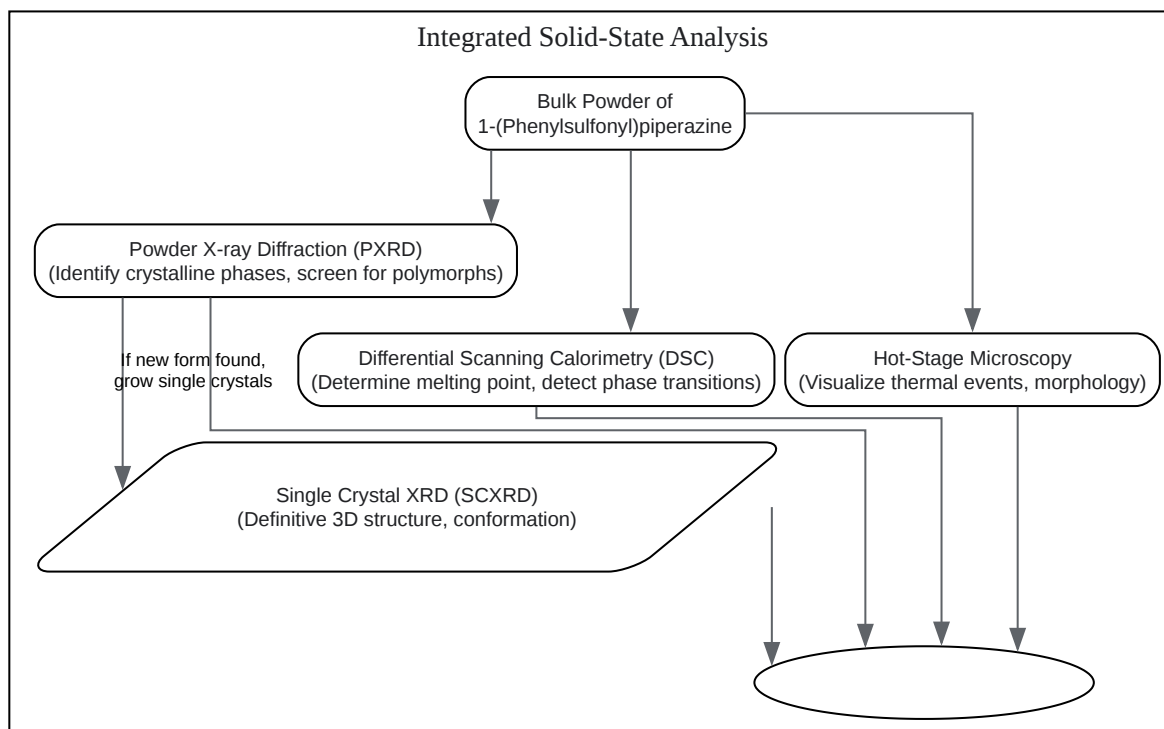 Integrated Solid-State Analysis
Bulk Powder of
1-(Phenylsulfonyl)piperazine
Powder X-ray Diffraction (PXRD)
(Identify crystalline phases, screen for polymorphs)
If new form found,
grow single crystals
Differential Scanning Calorimetry (DSC)
(Determine melting point, detect phase transitions)
Hot-Stage Microscopy
(Visualize thermal events, morphology)
Single Crystal XRD (SCXRD)
(Definitive 3D structure, conformation)